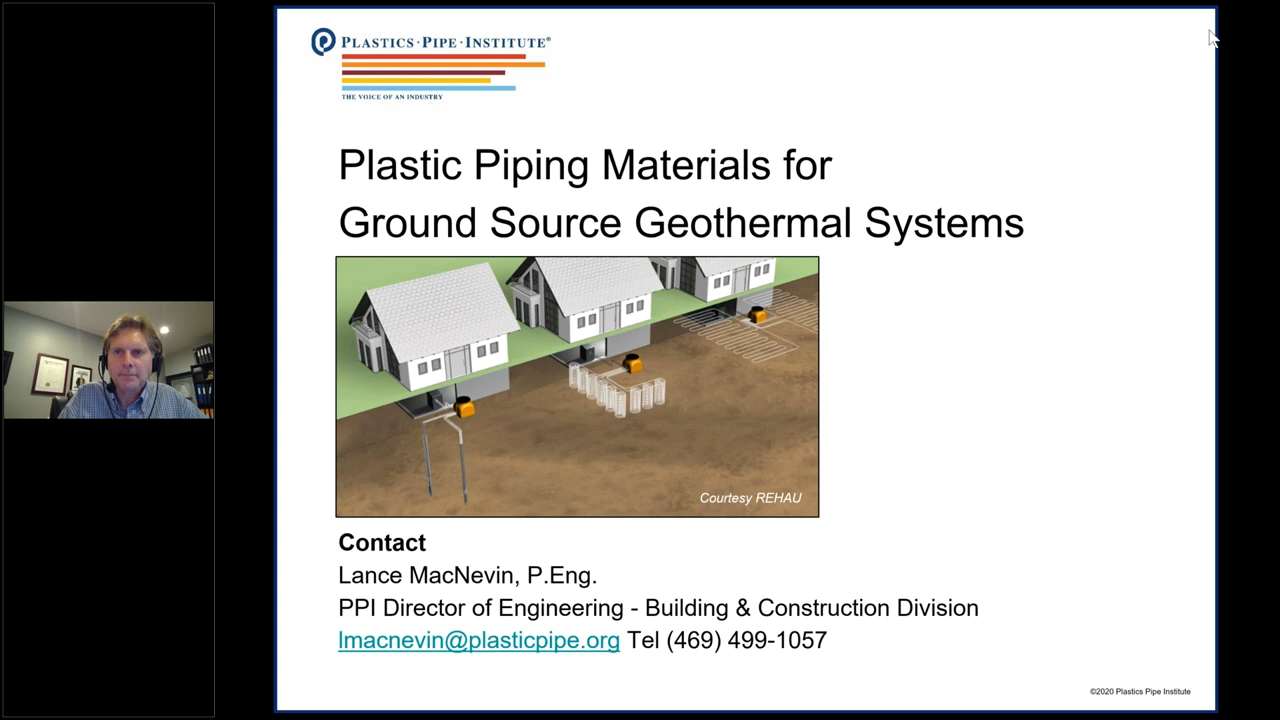 PLASTICS·PIPE·INSTITUTE®
THE VOICE OF AN INDUSTRY
Plastic Piping Materials for
Ground Source Geothermal Systems
Courtesy REHAU
Contact
Lance MacNevin, P.Eng.
PPI Director of Engineering - Building & Construction Division
lmacnevin@plasticpipe.org Tel (469) 499-1057
©2020 Plastics Pipe Institute